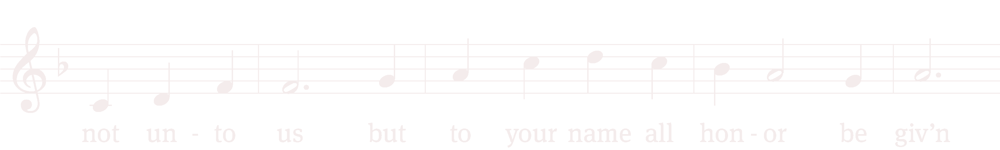 not un - to us but to your name all hon - or be giv’n